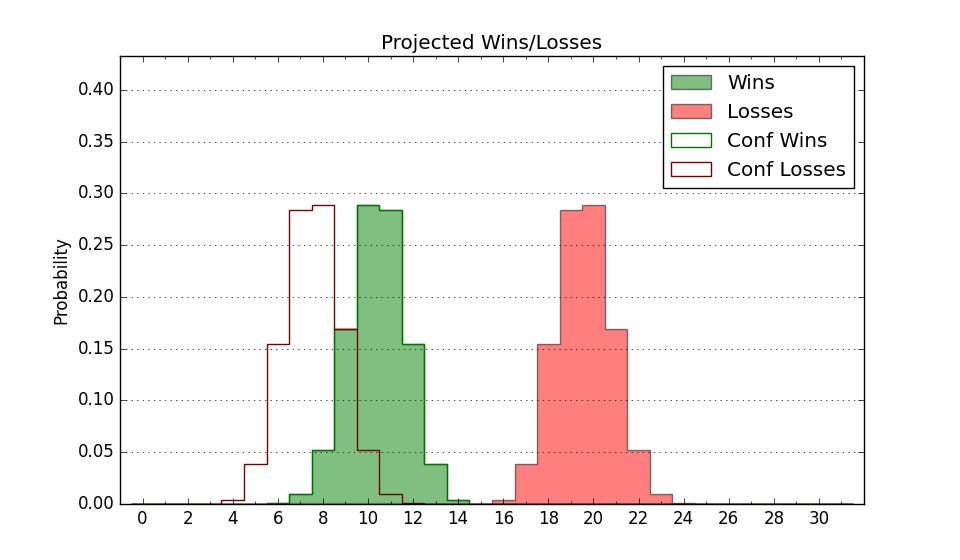 Projected Wins/Losses
Wins
Losses
Conf Wins
Conf Losses
Probability
0.40
0.35
0.30
0.25
0.20
0.15
0.10
0.05
0.00
0 2 4 6 8 10 12 14 16 18 20 22 24 26 28 30